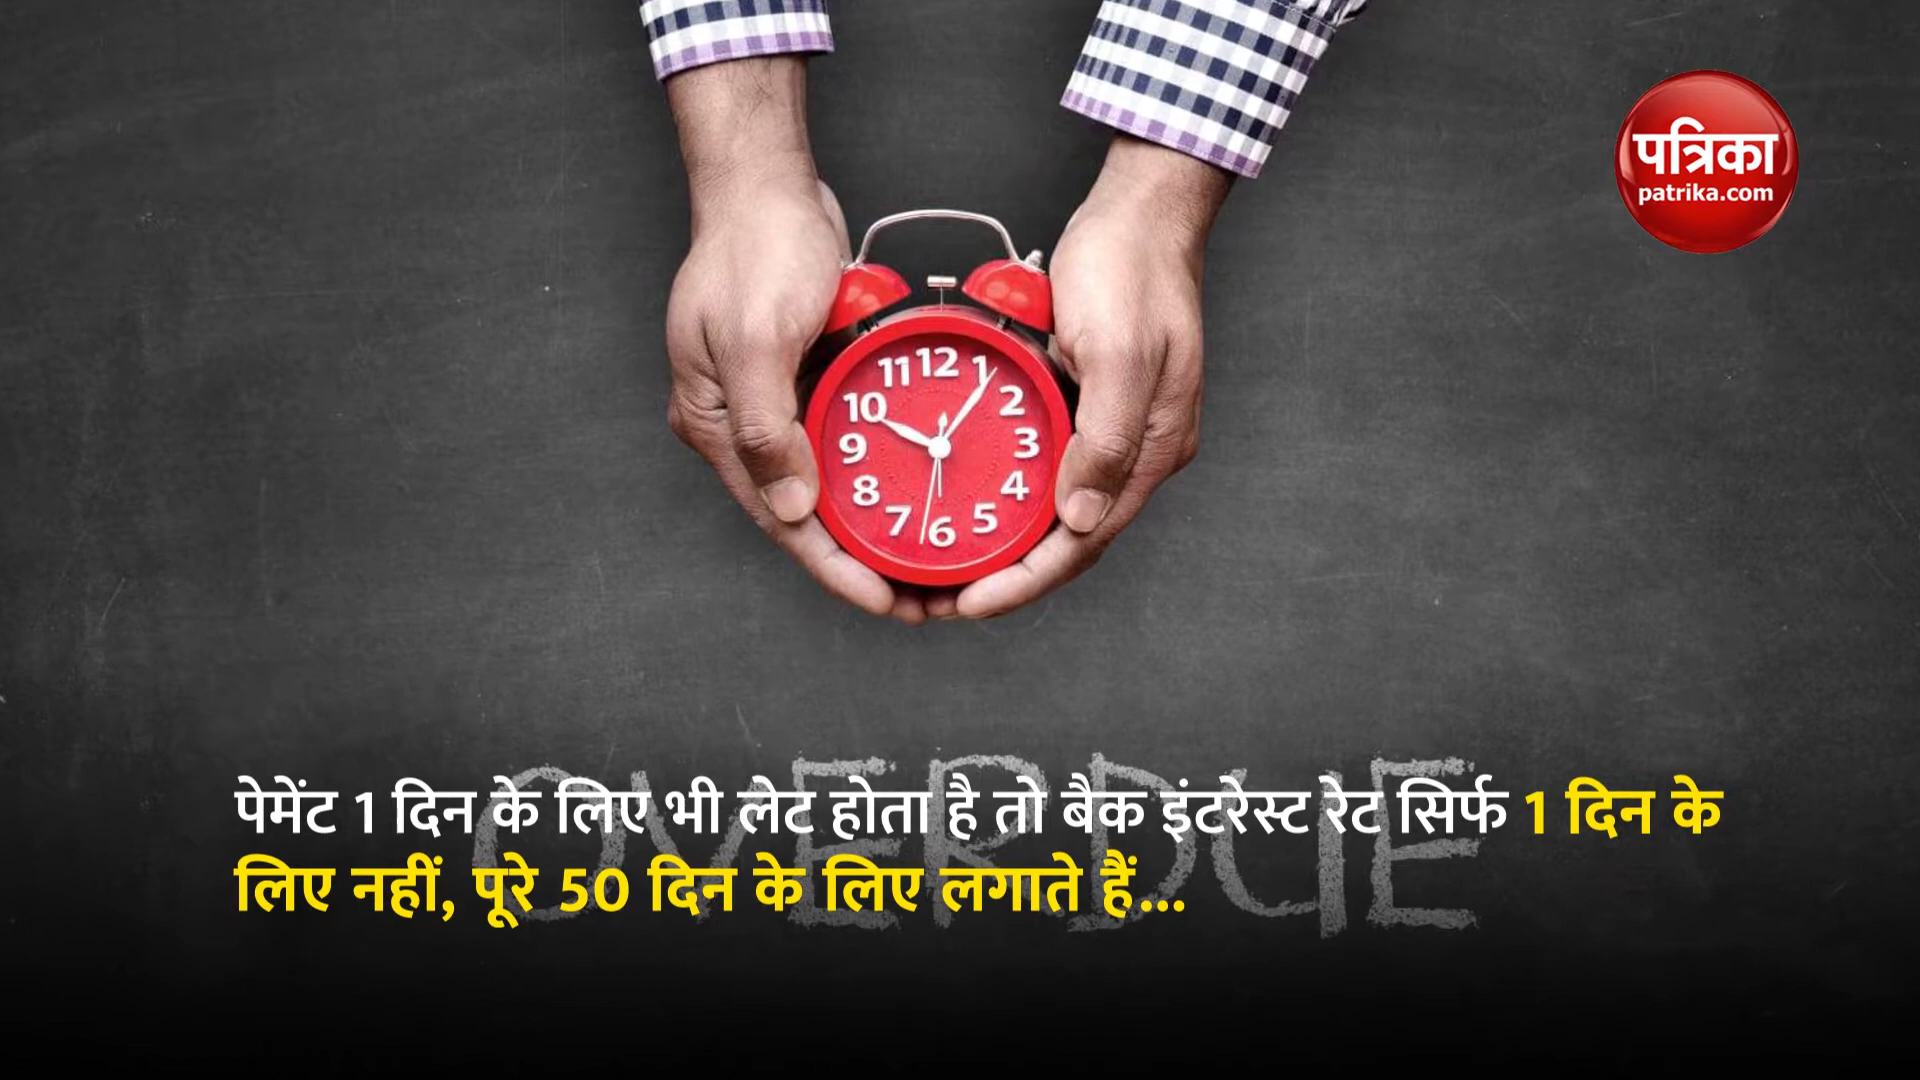 पत्रिका
patrika.com
11 12 1
10 2
9 3
8 4
7 6 5
OVERDUE
पेमेंट 1 दिन के लिए भी लेट होता है तो बैक इंटरेस्ट रेट सिर्फ 1 दिन के
लिए नहीं, पूरे 50 दिन के लिए लगाते हैं...